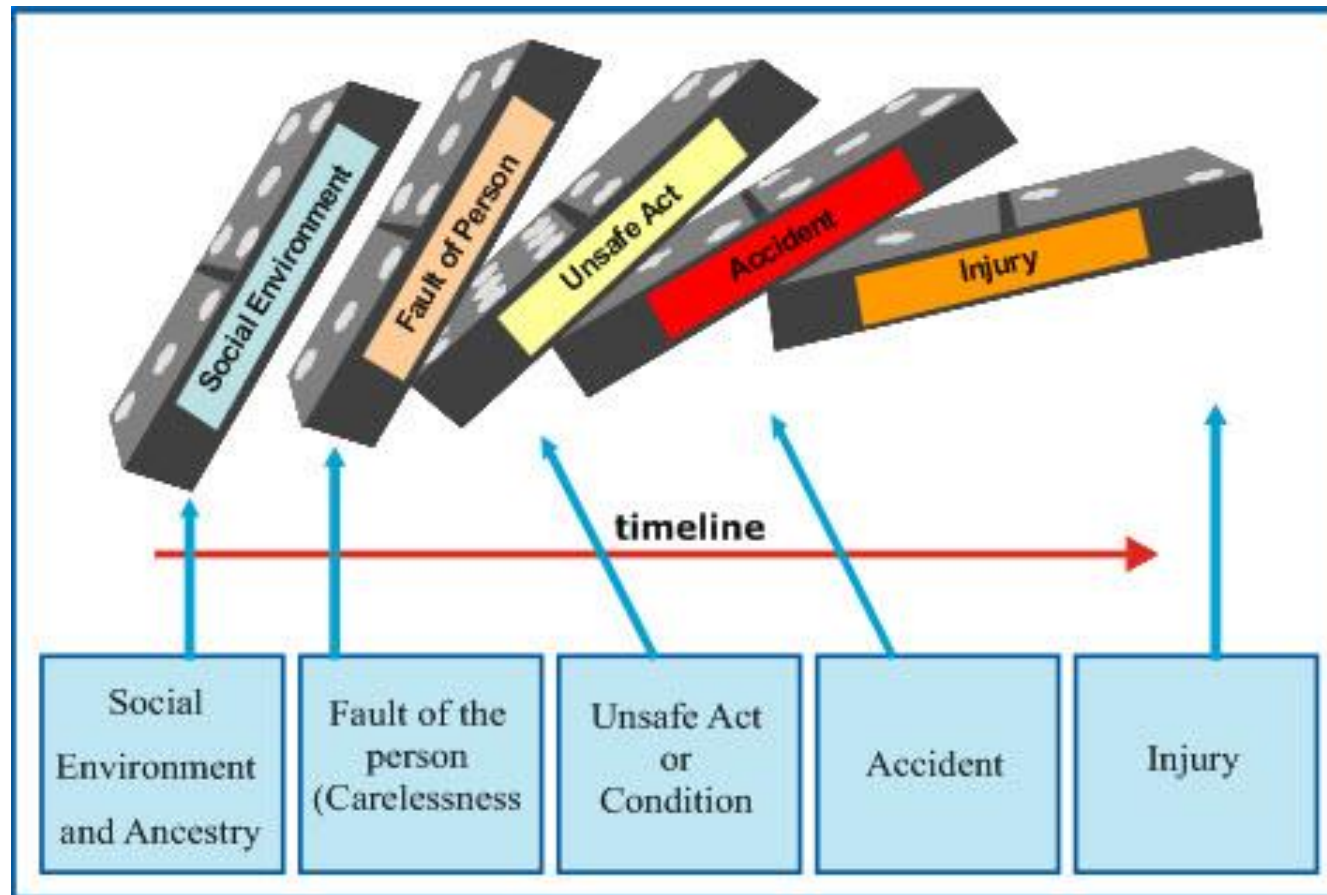 Social Environment
Fault of Person
Unsafe Act
Accident
Injury
timeline
Social
Environment
and Ancestry
Fault of the
person
(Carelessness
Unsafe Act
or
Condition
Accident
Injury